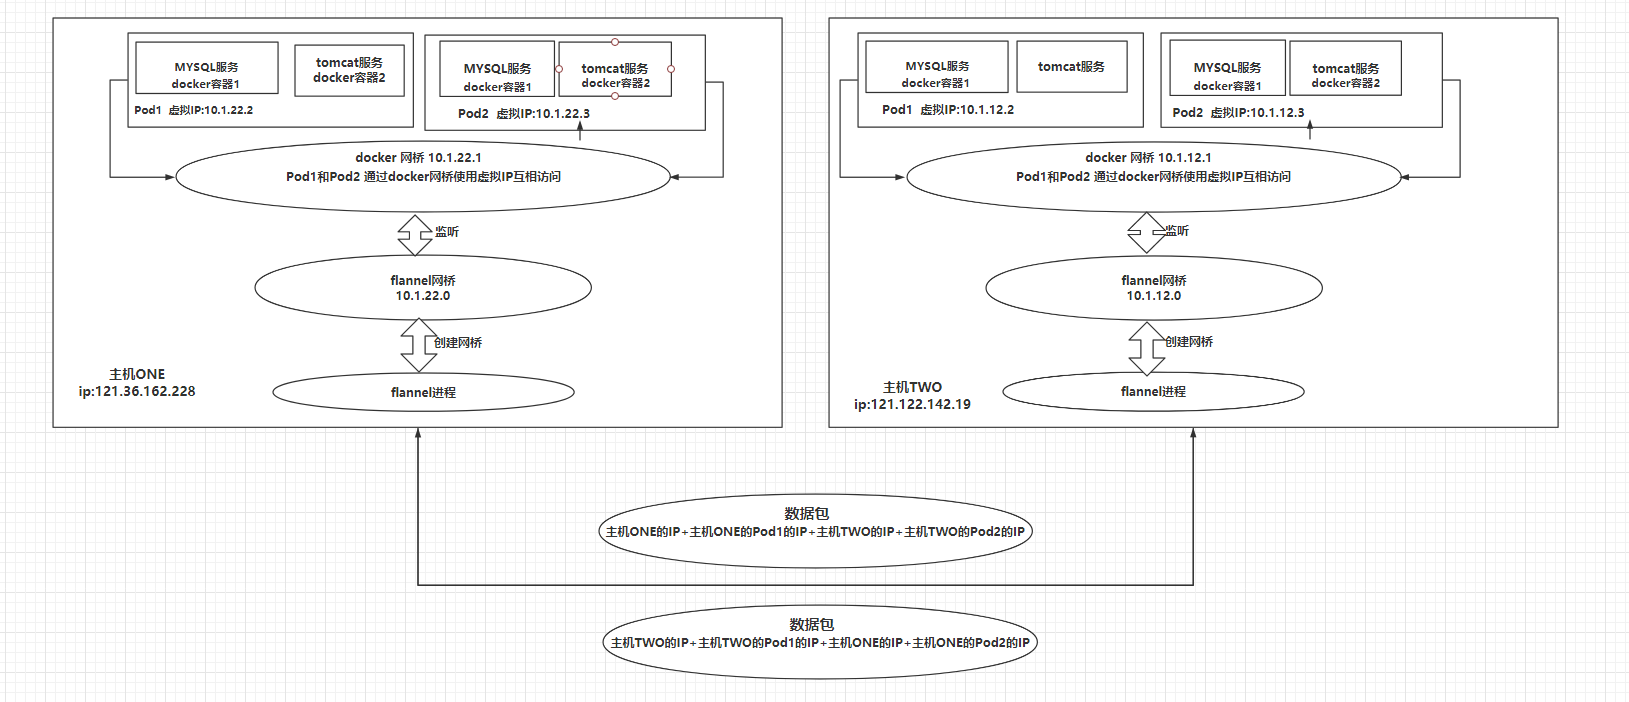 MYSQL服务
docker容器1
tomcat服务
docker容器2
Pod1 虚拟IP:10.1.22.2
MYSQL服务
docker容器1
tomcat服务
docker容器2
Pod2 虚拟IP:10.1.22.3
docker 网桥 10.1.22.1
Pod1和Pod2 通过docker网桥使用虚拟IP互相访问
监听
flannel网桥
10.1.22.0
创建网桥
主机ONE
ip:121.36.162.228
flannel进程
MYSQL服务
docker容器1
tomcat服务
Pod1 虚拟IP:10.1.12.2
MYSQL服务
docker容器1
tomcat服务
docker容器2
Pod2 虚拟IP:10.1.12.3
docker 网桥 10.1.12.1
Pod1和Pod2 通过docker网桥使用虚拟IP互相访问
监听
flannel网桥
10.1.12.0
创建网桥
主机TWO
ip:121.122.142.19
flannel进程
数据包
主机ONE的IP+主机ONE的Pod1的IP+主机TWO的IP+主机TWO的Pod2的IP
数据包
主机TWO的IP+主机TWO的Pod1的IP+主机ONE的IP+主机ONE的Pod2的IP